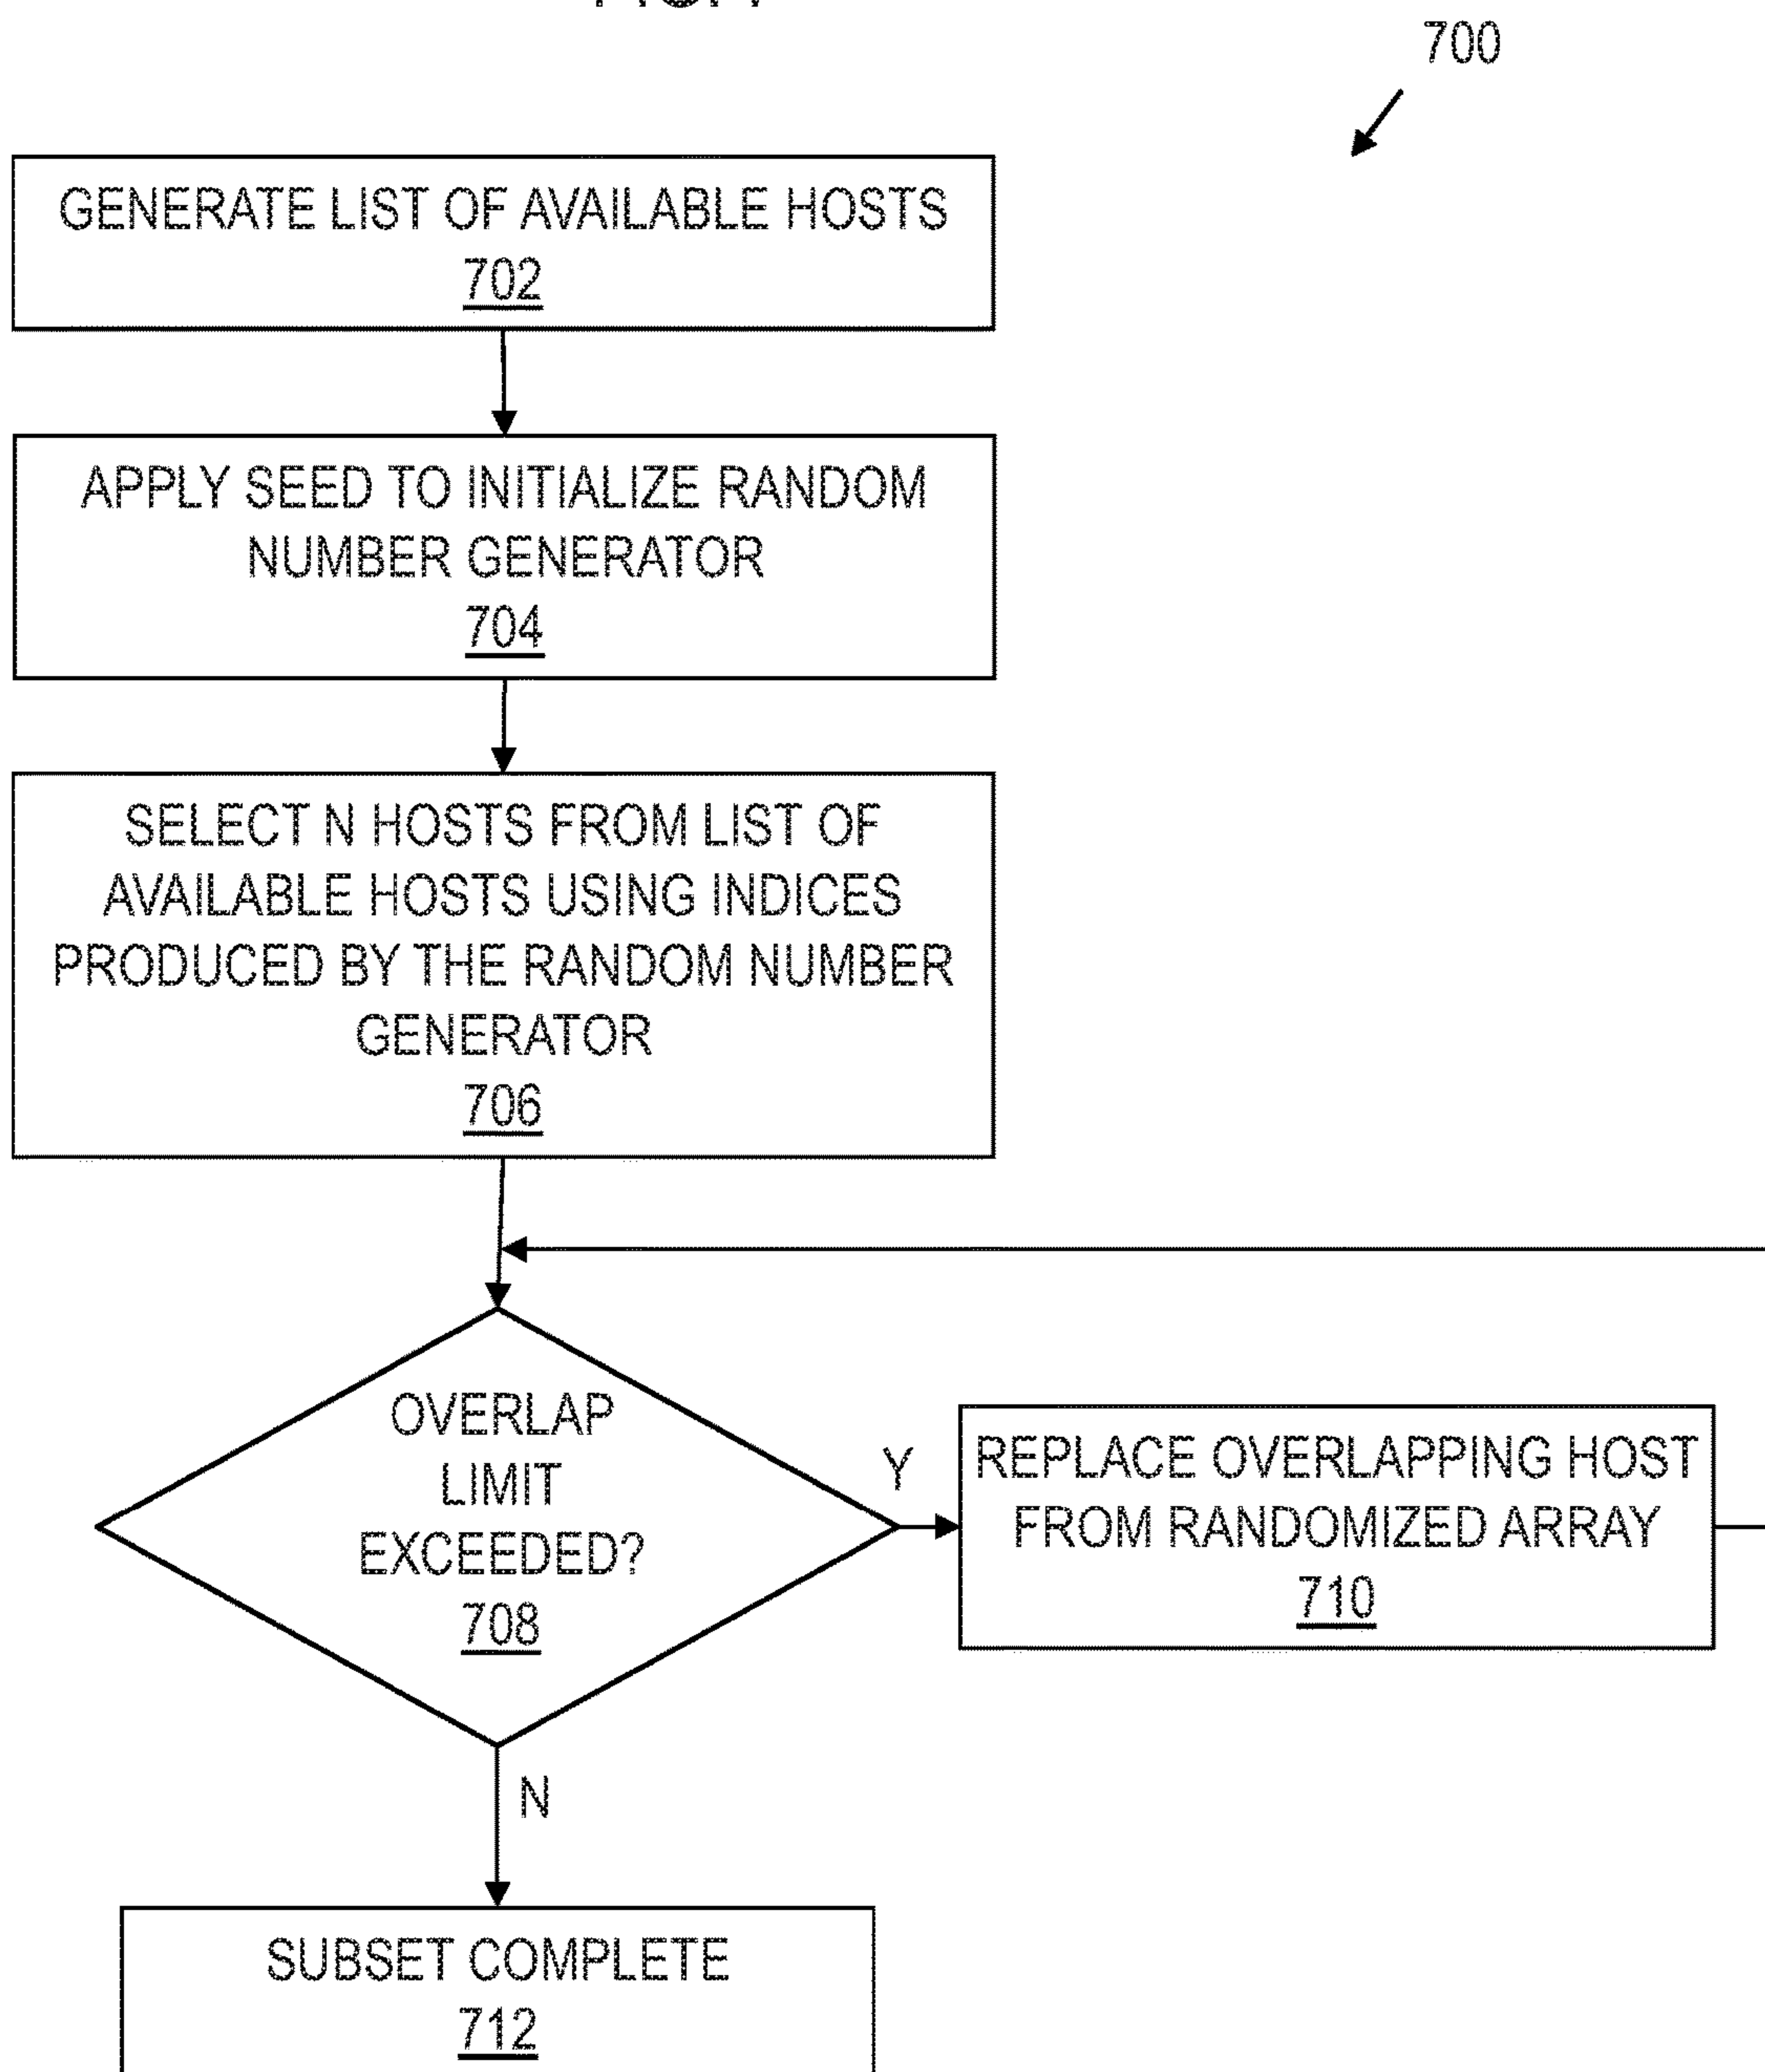 700
GENERATE LIST OF AVAILABLE HOSTS
702
APPLY SEED TO INITIALIZE RANDOM
NUMBER GENERATOR
704
SELECT N HOSTS FROM LIST OF
AVAILABLE HOSTS USING INDICES
PRODUCED BY THE RANDOM NUMBER
GENERATOR
706
OVERLAP
LIMIT
EXCEEDED?
708
Y
REPLACE OVERLAPPING HOST
FROM RANDOMIZED ARRAY
710
N
SUBSET COMPLETE
712